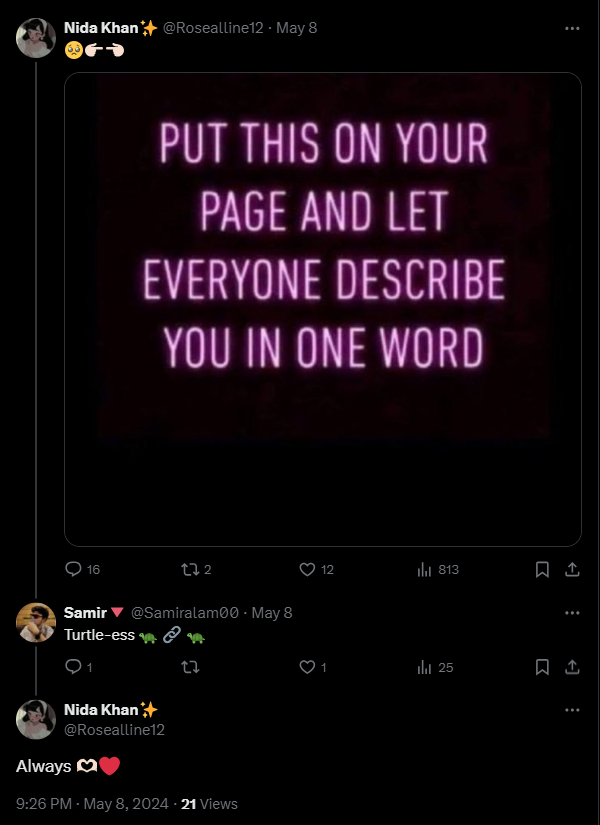 Nida Khan✨ @Rosealline12 · May 8
🥺👉🏻👈🏻
PUT THIS ON YOUR
PAGE AND LET
EVERYONE DESCRIBE
YOU IN ONE WORD
16 2 12 813
Samir🔻 @Samiralam00 · May 8
Turtle-ess 🐢 🔗 🐢
1 1 25
Nida Khan✨
@Rosealline12
Always 🫶🏻❤️
9:26 PM · May 8, 2024 · 21 Views